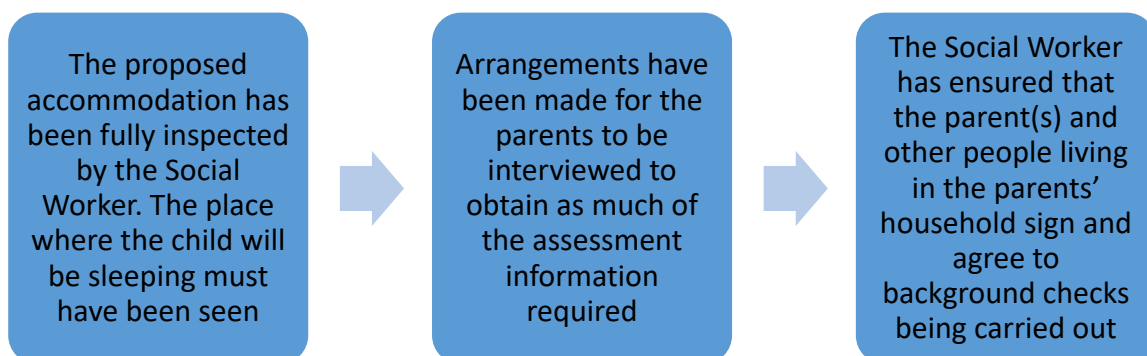 The proposed
accommodation has
been fully inspected
by the Social
Worker. The place
where the child will
be sleeping must
have been seen
Arrangements have
been made for the
parents to be
interviewed to
obtain as much of
the assessment
information
required
The Social Worker
has ensured that
the parent(s) and
other people living
in the parents’
household sign and
agree to
background checks
being carried out